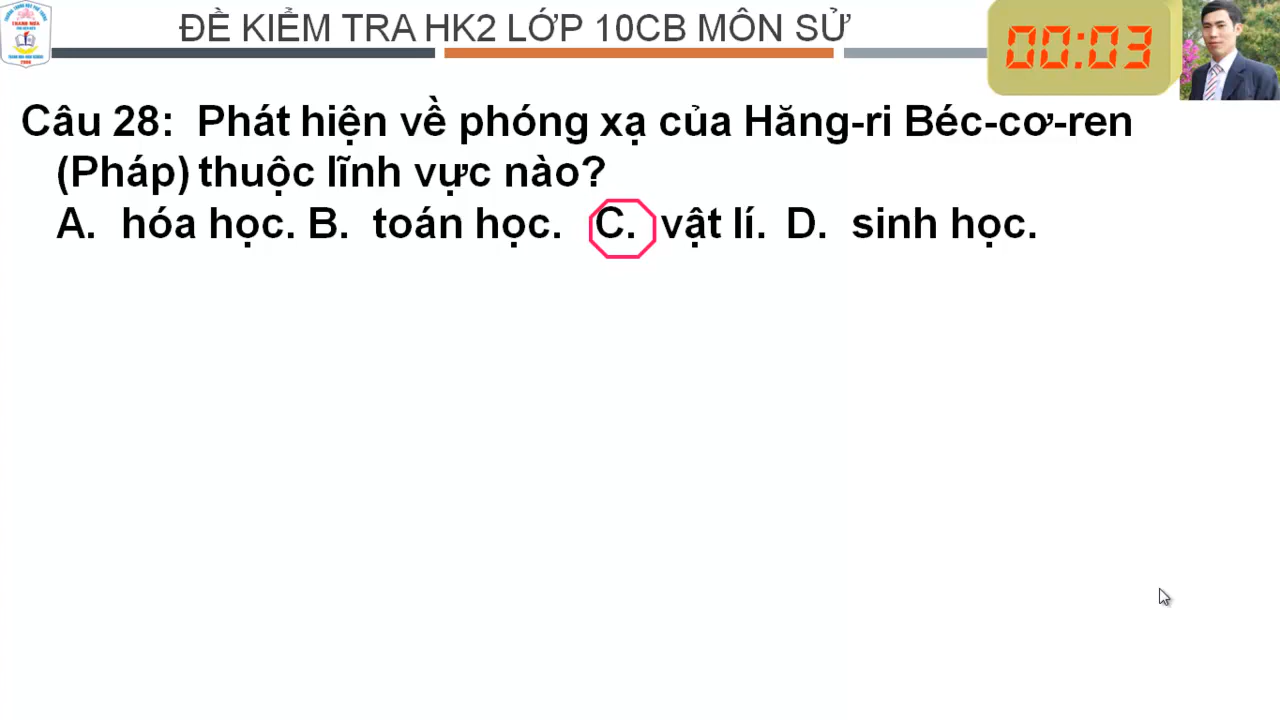 ĐỀ KIỂM TRA HK2 LỚP 10CB MÔN SỬ
00:03
Câu 28: Phát hiện về phóng xạ của Hăng-ri Béc-cơ-ren
(Pháp) thuộc lĩnh vực nào?
A. hóa học. B. toán học. C. vật lí. D. sinh học.